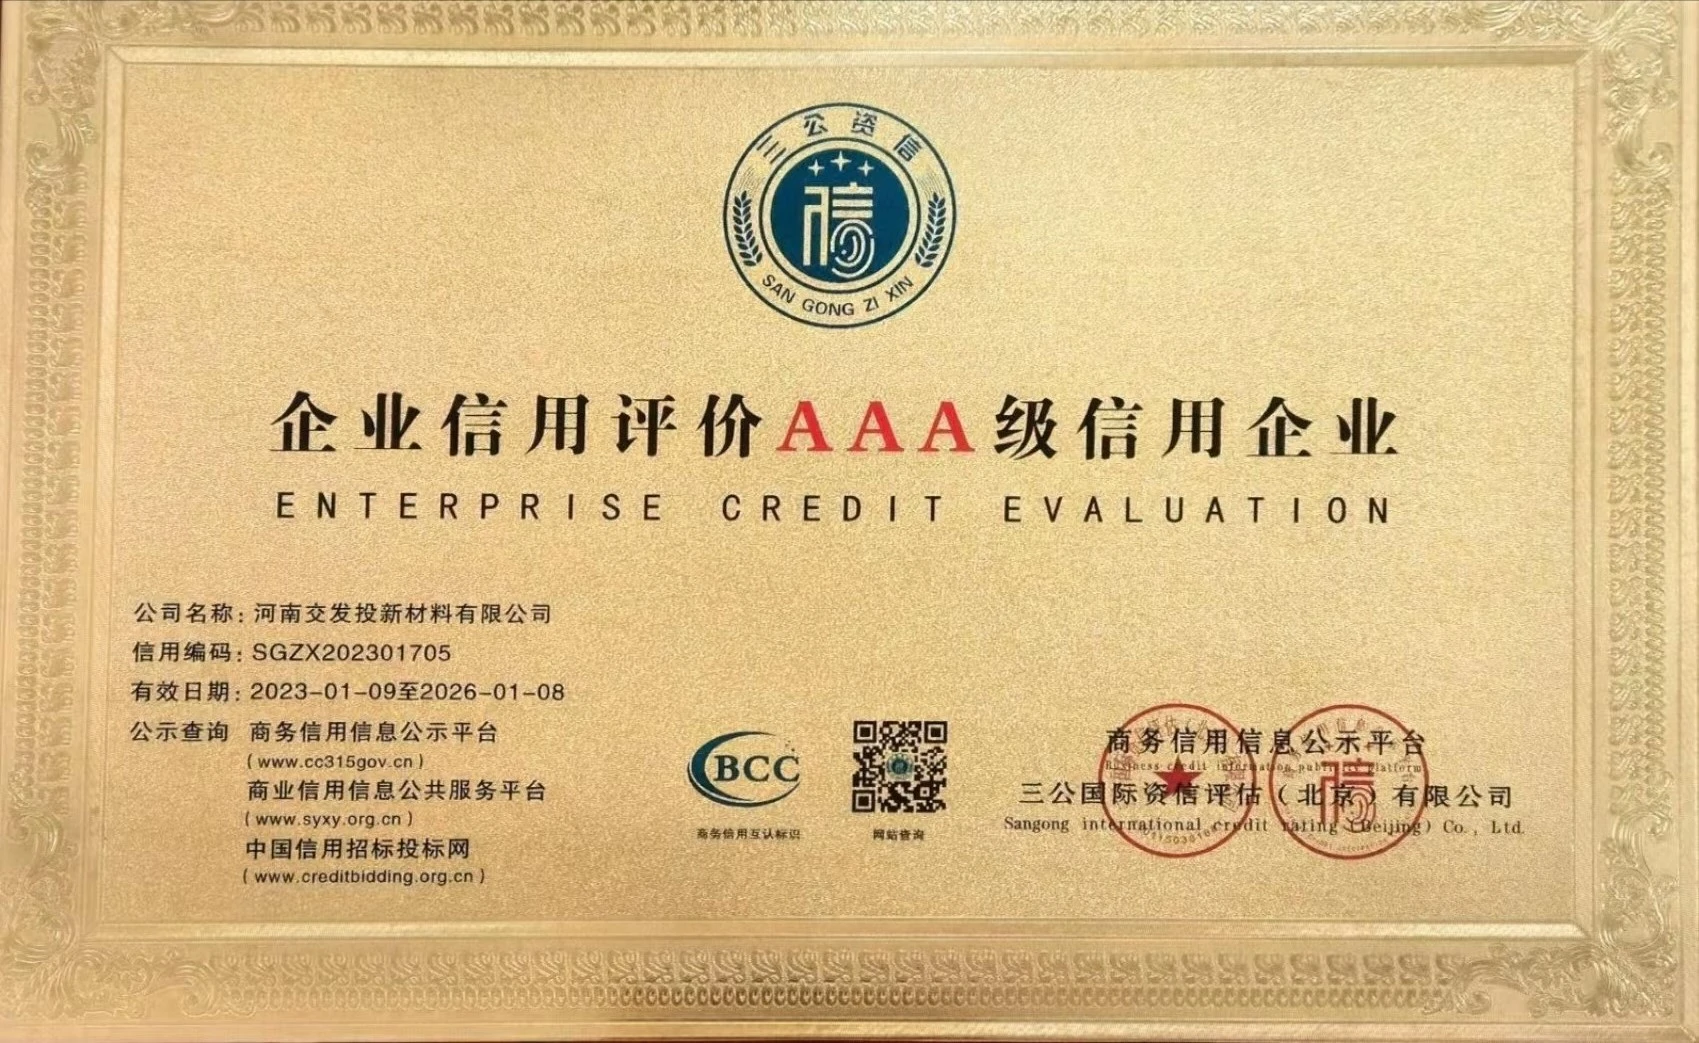 三公资信
信
SAN GONG ZI XIN
企业信用评价AAA级信用企业
ENTERPRISE CREDIT EVALUATION
公司名称：河南交发投新材料有限公司
信用编码：SGZX202301705
有效日期：2023-01-09至2026-01-08
公示查询 商务信用信息公示平台
（www.cc315gov.cn）
商业信用信息公共服务平台
（www.syxy.org.cn）
中国信用招标投标网
（www.creditbidding.org.cn）
BCC
商务信用互认标识
网站查询
商务信用信息公示平台
Business credit information publicity platform
三公国际资信评估（北京）有限公司
Sangong international credit rating (Beijing) Co., Ltd.